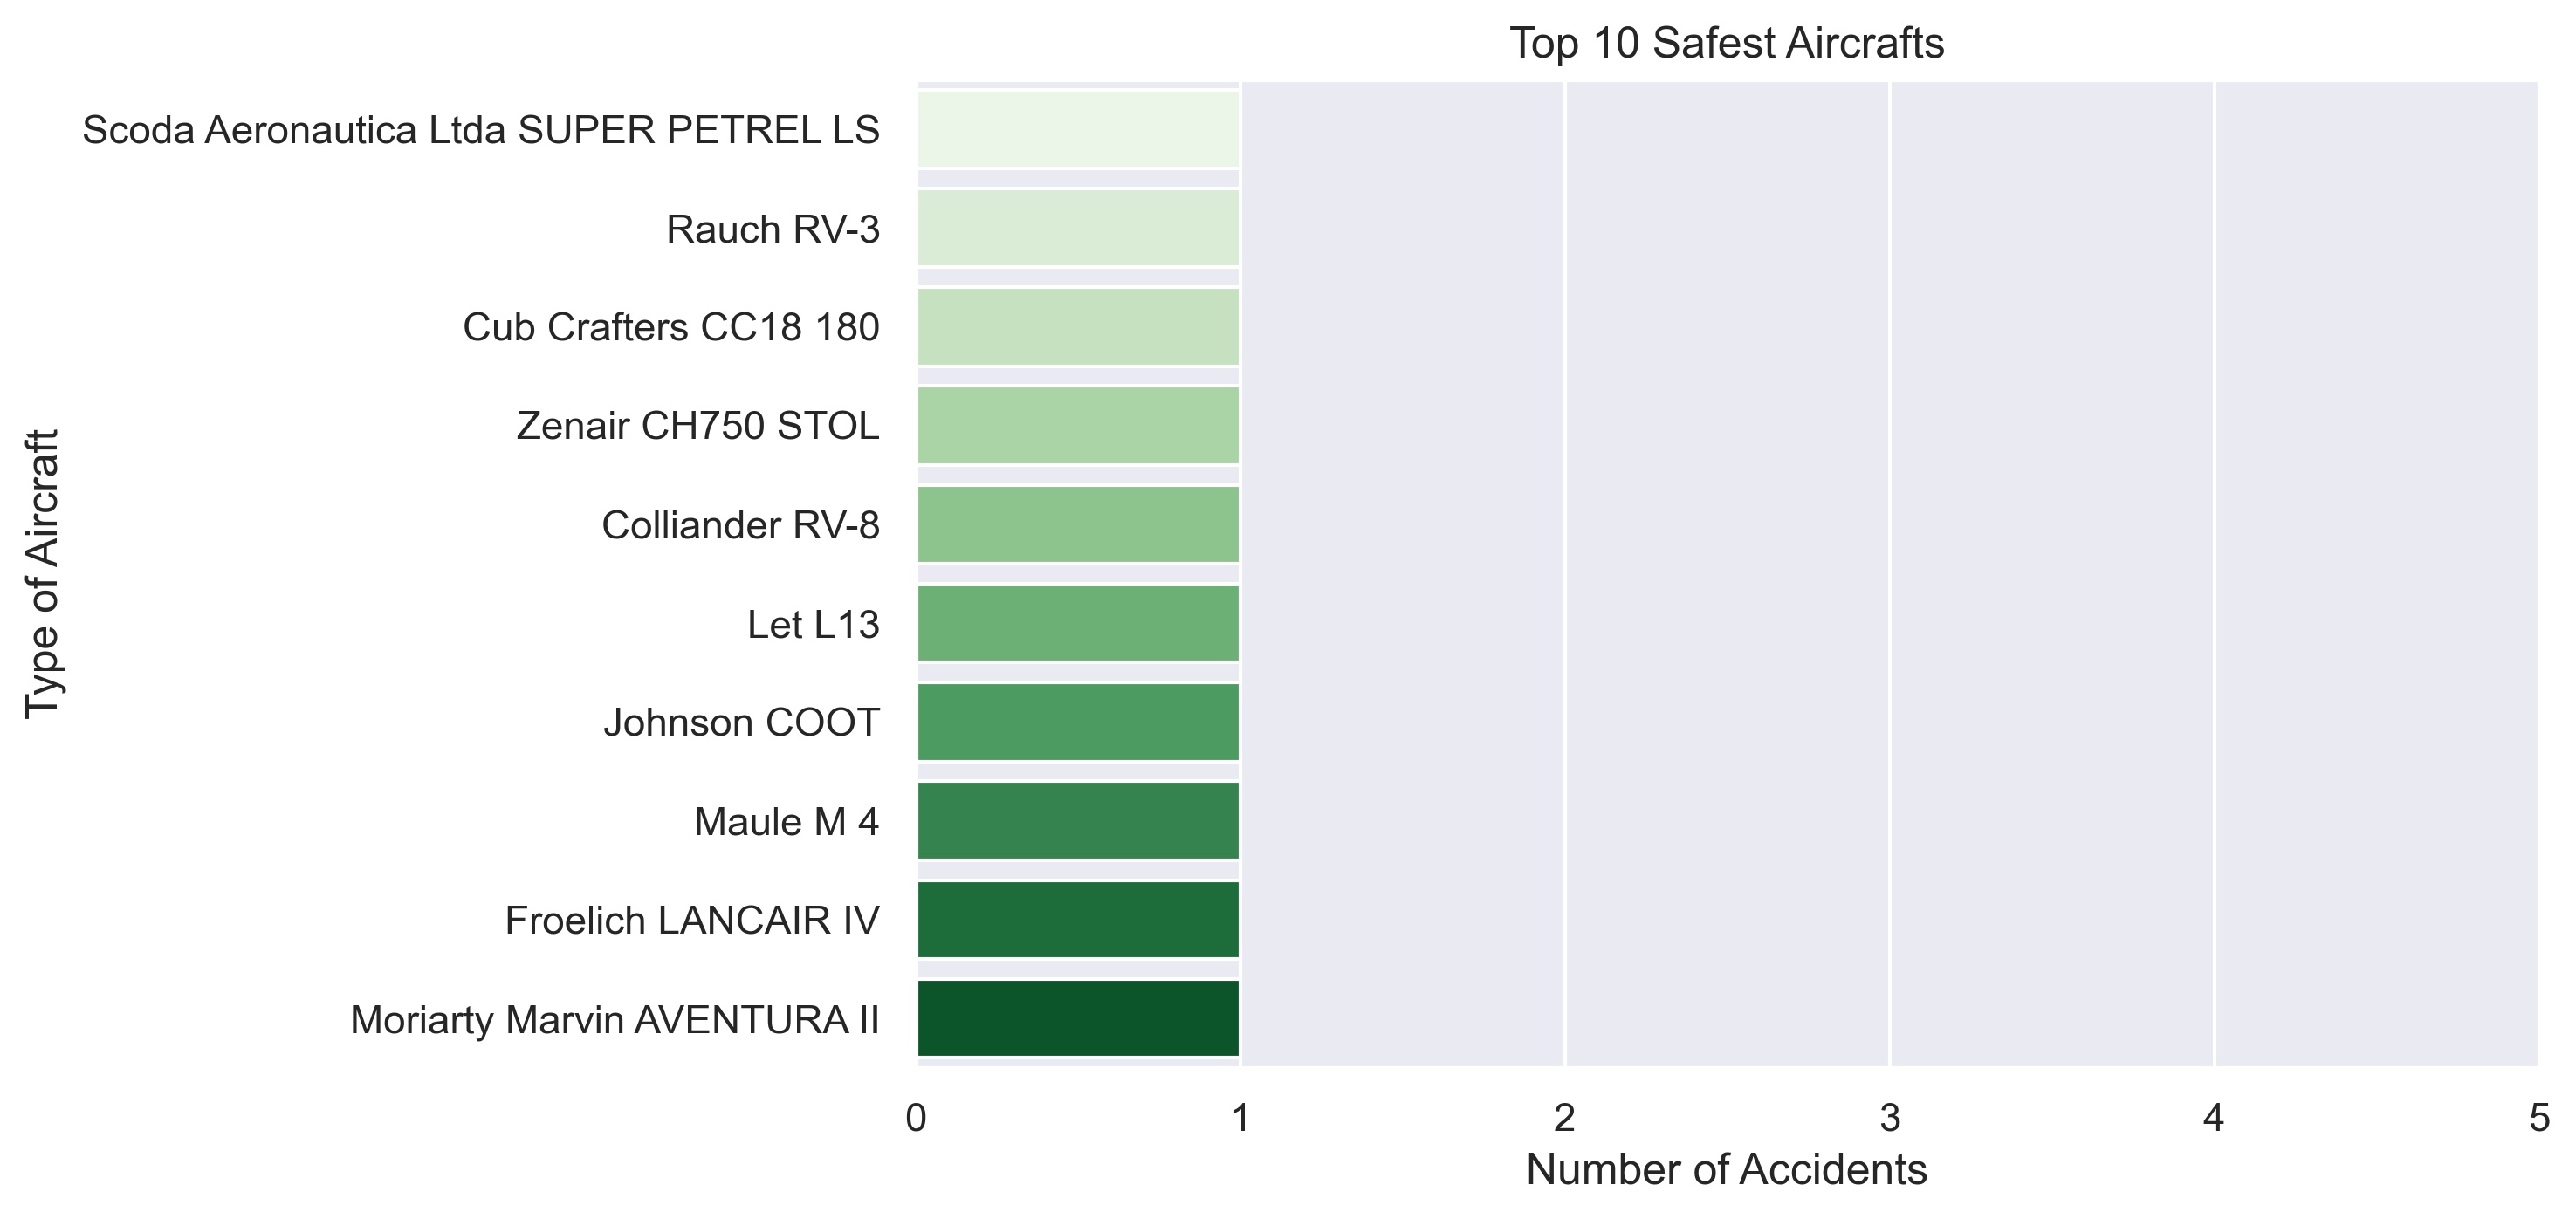 Top 10 Safest Aircrafts
Type of Aircraft
Scoda Aeronautica Ltda SUPER PETREL LS
Rauch RV-3
Cub Crafters CC18 180
Zenair CH750 STOL
Colliander RV-8
Let L13
Johnson COOT
Maule M 4
Froelich LANCAIR IV
Moriarty Marvin AVENTURA II
0 1 2 3 4 5
Number of Accidents